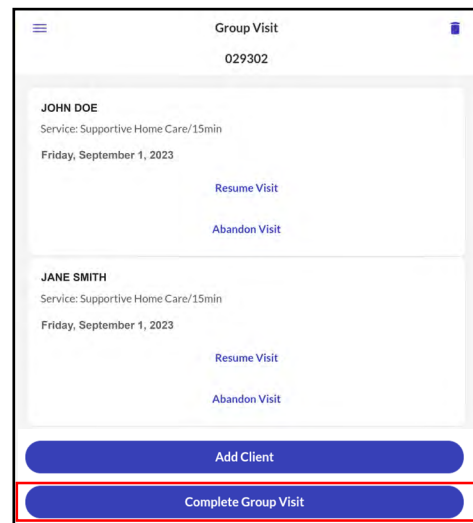 Group Visit
029302
JOHN DOE
Service: Supportive Home Care/15min
Friday, September 1, 2023
Resume Visit
Abandon Visit
JANE SMITH
Service: Supportive Home Care/15min
Friday, September 1, 2023
Resume Visit
Abandon Visit
Add Client
Complete Group Visit